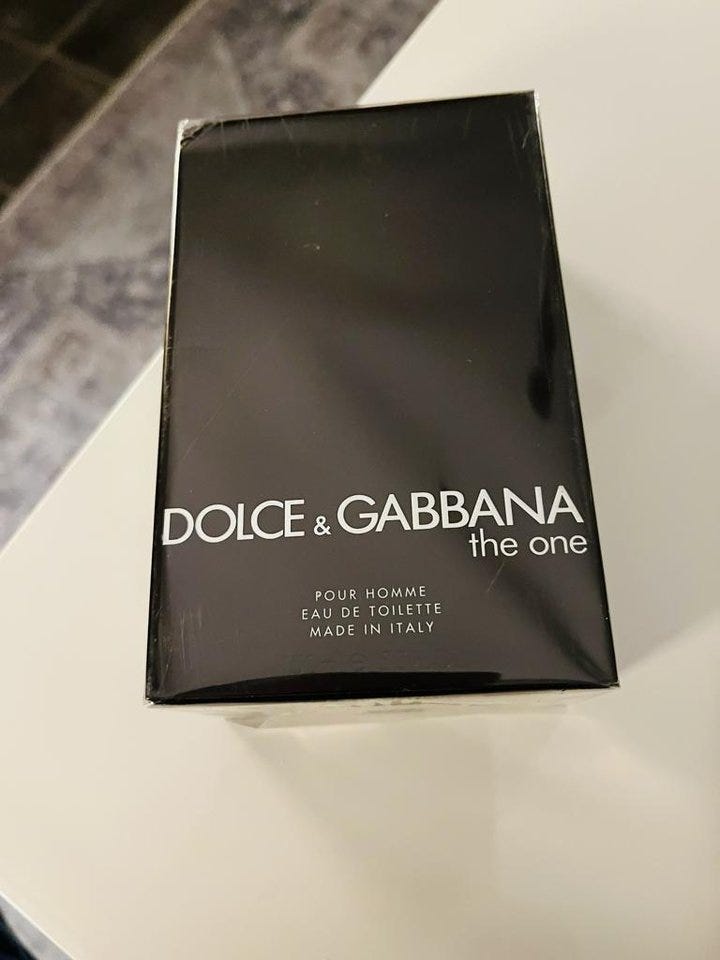 DOLCE & GABBANA
the one
POUR HOMME
EAU DE TOILETTE
MADE IN ITALY